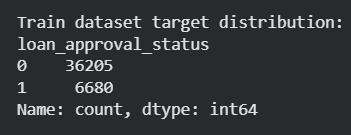 Train dataset target distribution:
loan_approval_status
0    36205
1     6680
Name: count, dtype: int64